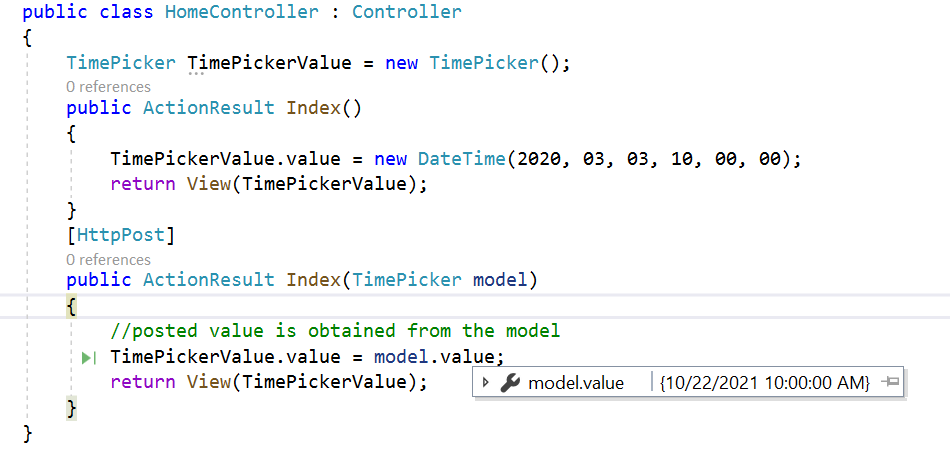 public class HomeController : Controller
{
TimePicker TimePickerValue = new TimePicker();
0 references
public ActionResult Index()
{
TimePickerValue.value = new DateTime(2020, 03, 03, 10, 00, 00);
return View(TimePickerValue);
}
[HttpPost]
0 references
public ActionResult Index(TimePicker model)
{
//posted value is obtained from the model
TimePickerValue.value = model.value;
return View(TimePickerValue);
model.value {10/22/2021 10:00:00 AM}
}
}